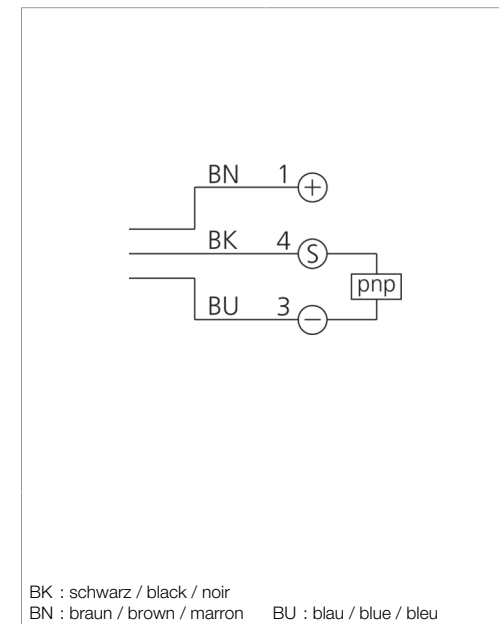 BN 1 +
BK 4 S
pnp
BU 3 −
BK : schwarz / black / noir
BN : braun / brown / marron BU : blau / blue / bleu